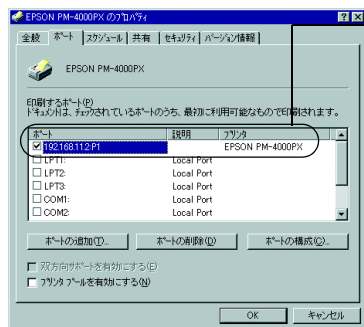 EPSON PM-4000PX のﾌﾟﾛﾊﾟﾃｨ
全般 ﾎﾟｰﾄ ｽｹｼﾞｭｰﾙ 共有 ｾｷｭﾘﾃｨ ﾊﾞｰｼﾞｮﾝ情報
EPSON PM-4000PX
印刷するﾎﾟｰﾄ(P)
ﾄﾞｷｭﾒﾝﾄは、ﾁｪｯｸされているﾎﾟｰﾄのうち、最初に利用可能なもので印刷されます。
ﾎﾟｰﾄ 説明 ﾌﾟﾘﾝﾀ
192.168.11.2:P1 EPSON PM-4000PX
LPT1: Local Port
LPT2: Local Port
LPT3: Local Port
COM1: Local Port
COM2: Local Port
ﾎﾟｰﾄの追加(T)... ﾎﾟｰﾄの削除(D) ﾎﾟｰﾄの構成(C)...
双方向ｻﾎﾟｰﾄを有効にする(E)
ﾌﾟﾘﾝﾀ ﾌﾟｰﾙを有効にする(N)
OK ｷｬﾝｾﾙ